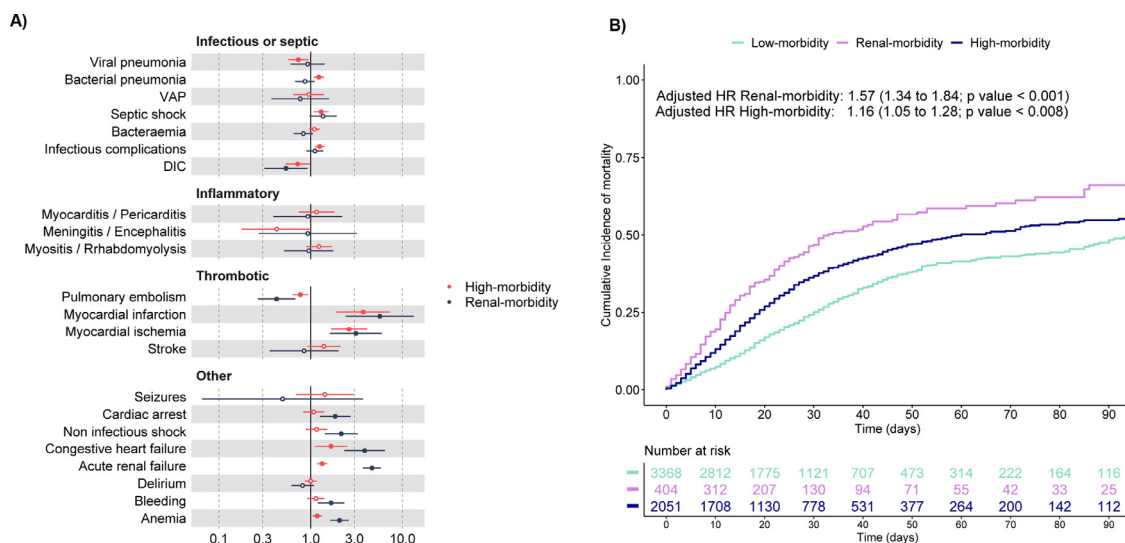 A)
Infectious or septic
Viral pneumonia
Bacterial pneumonia
VAP
Septic shock
Bacteraemia
Infectious complications
DIC
Inflammatory
Myocarditis / Pericarditis
Meningitis / Encephalitis
Myositis / Rrhabdomyolysis
Thrombotic
Pulmonary embolism
Myocardial infarction
Myocardial ischemia
Stroke
Other
Seizures
Cardiac arrest
Non infectious shock
Congestive heart failure
Acute renal failure
Delirium
Bleeding
Anemia
0.1 0.3 1.0 3.0 10.0
High-morbidity
Renal-morbidity
B)
Low-morbidity Renal-morbidity High-morbidity
Adjusted HR Renal-morbidity: 1.57 (1.34 to 1.84; p value < 0.001)
Adjusted HR High-morbidity: 1.16 (1.05 to 1.28; p value < 0.008)
Cumulative Incidence of mortality
1.00
0.75
0.50
0.25
0.00
0 10 20 30 40 50 60 70 80 90
Time (days)
Number at risk
3368 2812 1775 1121 707 473 314 222 164 116
404 312 207 130 94 71 55 42 33 25
2051 1708 1130 778 531 377 264 200 142 112
0 10 20 30 40 50 60 70 80 90
Time (days)